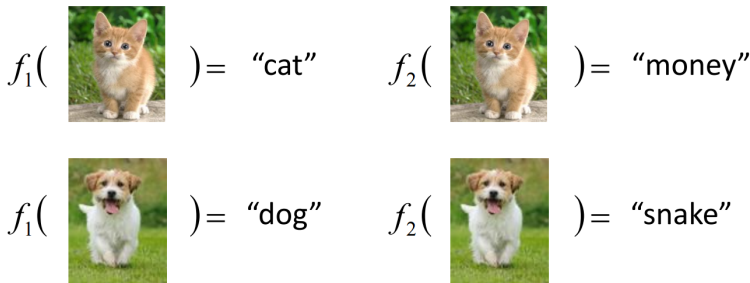 f₁( ) = “cat” f₂( ) = “money”
f₁( ) = “dog” f₂( ) = “snake”